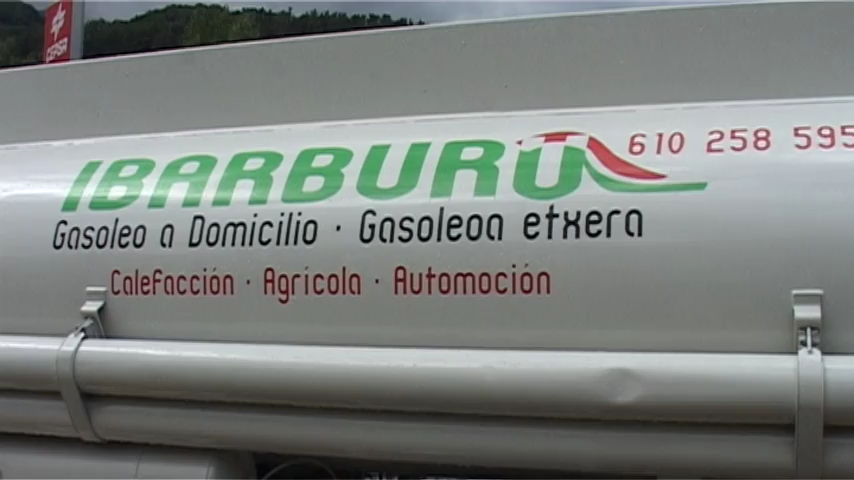 CEPSA
IBARBURU 610 258 595
Gasoleo a Domicilio · Gasoleoa etxera
Calefacción · Agrícola · Automoción